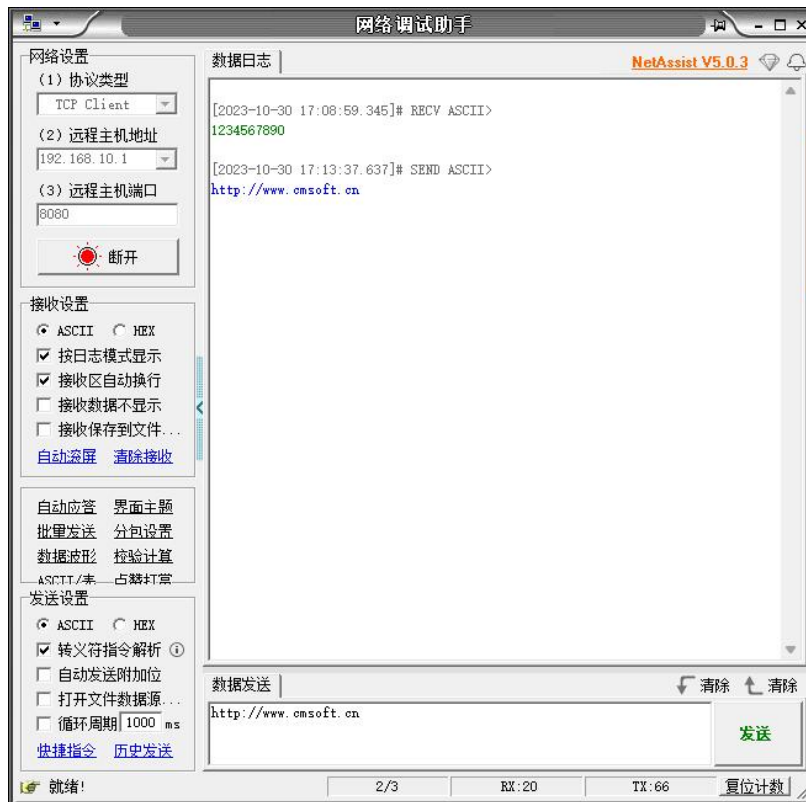 网络调试助手
网络设置
(1) 协议类型
TCP Client
(2) 远程主机地址
192.168.10.1
(3) 远程主机端口
8080
断开
接收设置
ASCII HEX
按日志模式显示
接收区自动换行
接收数据不显示
接收保存到文件...
自动滚屏 清除接收
自动应答 界面主题
批量发送 分包设置
数据波形 校验计算
发送设置
ASCII HEX
转义符指令解析
自动发送附加位
打开文件数据源...
循环周期 1000 ms
快捷指令 历史发送
数据日志 NetAssist V5.0.3
[2023-10-30 17:08:59.345]# RECV ASCII>
1234567890
[2023-10-30 17:13:37.637]# SEND ASCII>
http://www.cmsoft.cn
数据发送 清除 清除
http://www.cmsoft.cn
发送
就绪! 2/3 RX:20 TX:66 复位计数